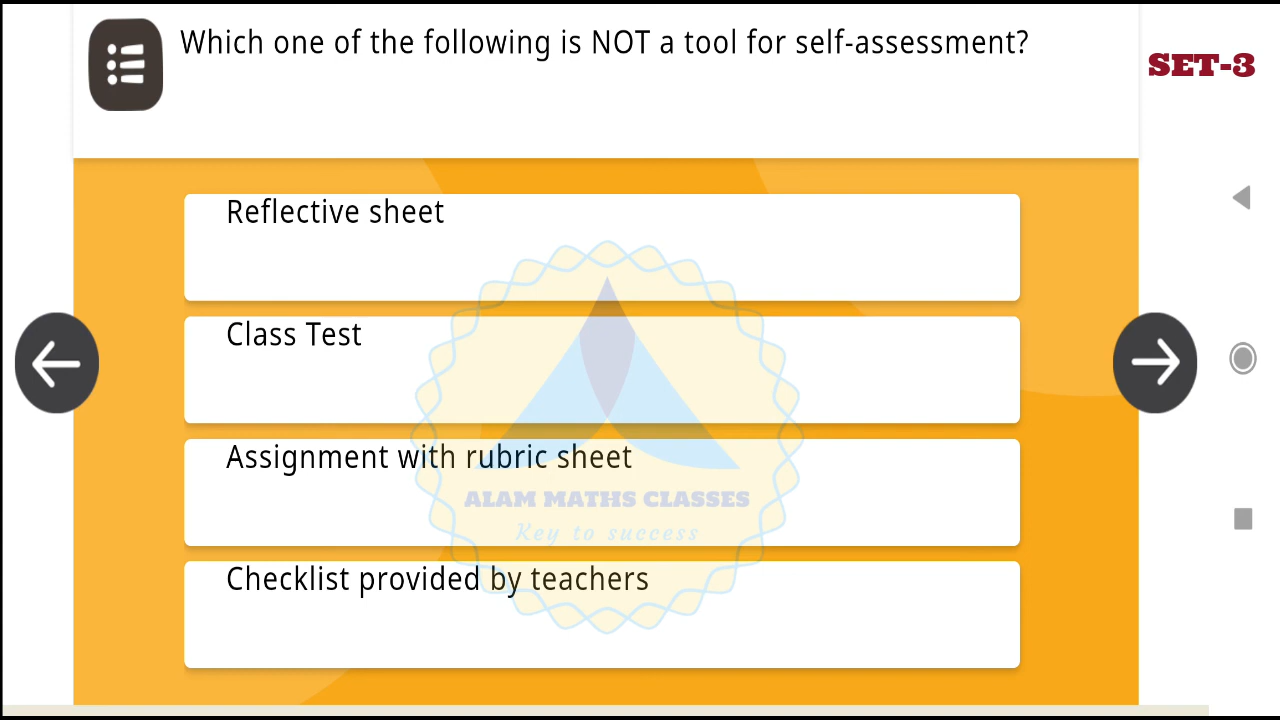 Which one of the following is NOT a tool for self-assessment?
SET-3
Reflective sheet
Class Test
Assignment with rubric sheet
ALAM MATHS CLASSES
Key to success
Checklist provided by teachers